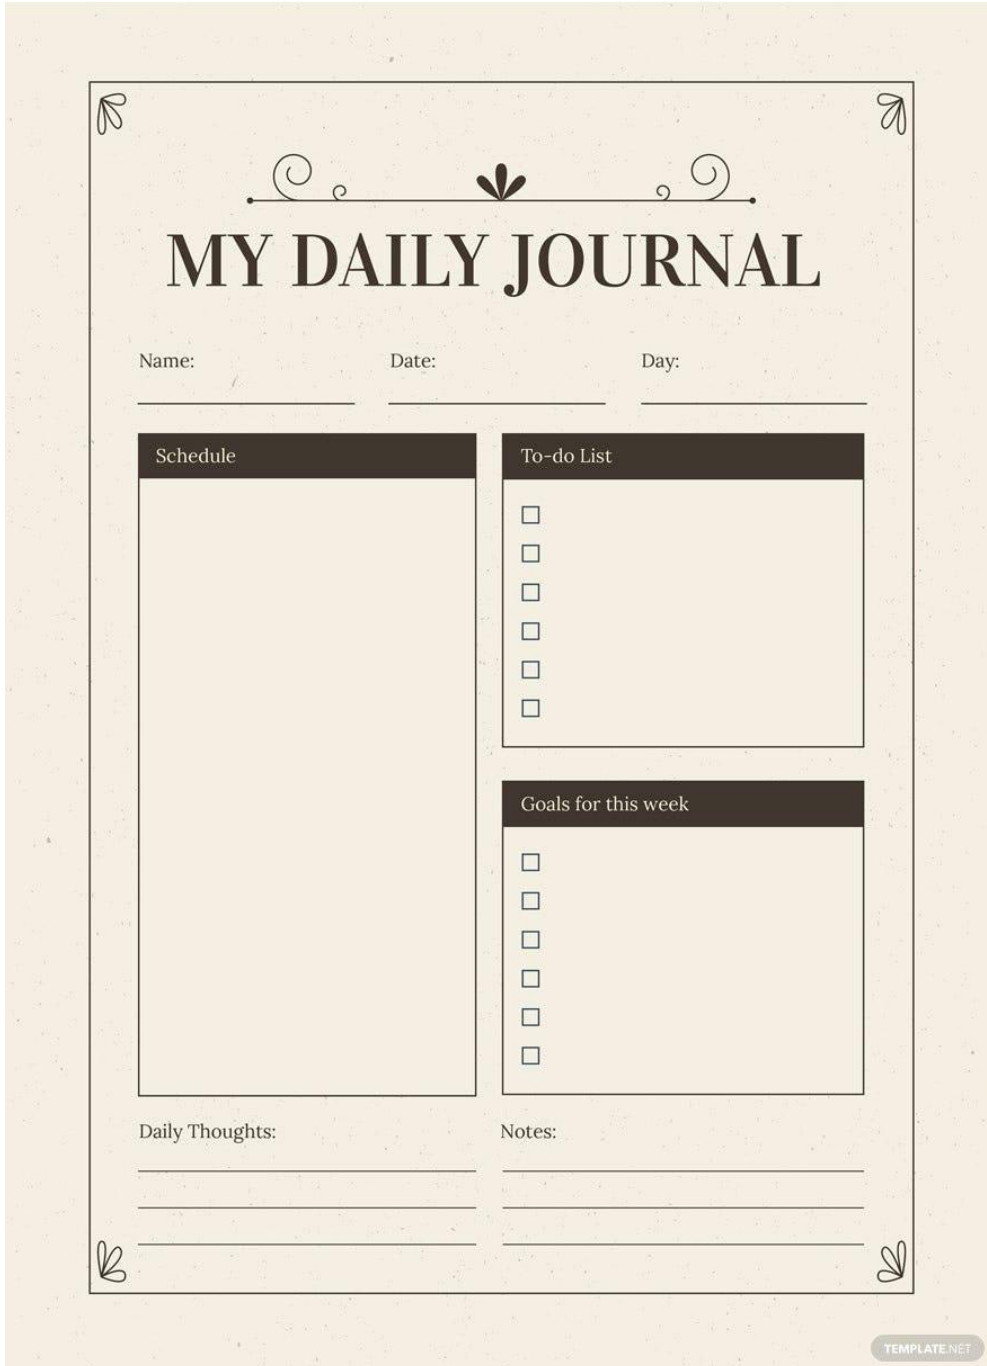 MY DAILY JOURNAL
Name:
Date:
Day:
Schedule
To-do List
Goals for this week
Daily Thoughts:
Notes:
TEMPLATE.NET